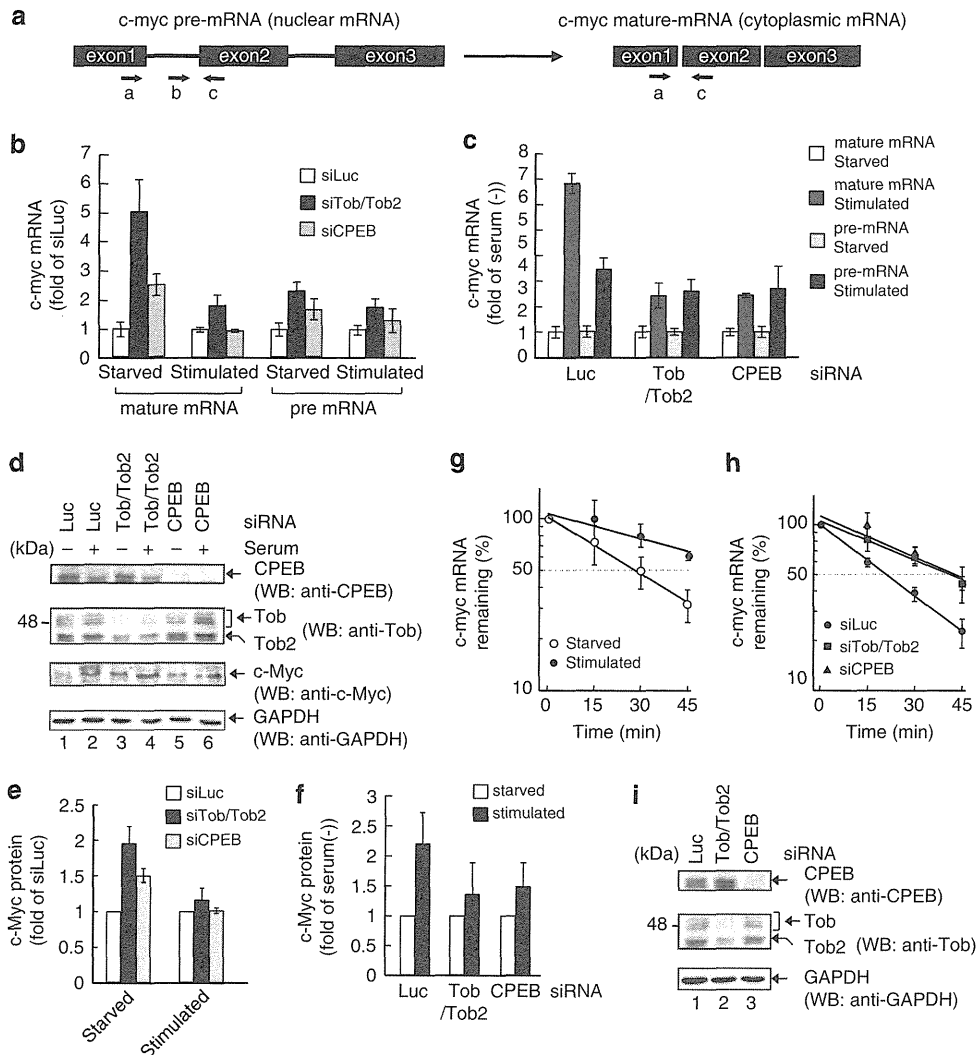 a
c-myc pre-mRNA (nuclear mRNA)
c-myc mature-mRNA (cytoplasmic mRNA)
exon1 exon2 exon3
exon1 exon2 exon3
a b c
a c
b
c-myc mRNA
(fold of siLuc)
7
6
5
4
3
2
1
0
siLuc
siTob/Tob2
siCPEB
Starved Stimulated Starved Stimulated
mature mRNA pre mRNA
c
c-myc mRNA
(fold of serum (-))
8
7
6
5
4
3
2
1
0
Luc Tob CPEB siRNA
/Tob2
mature mRNA
Starved
mature mRNA
Stimulated
pre-mRNA
Starved
pre-mRNA
Stimulated
d
Luc Luc Tob/Tob2 Tob/Tob2 CPEB CPEB siRNA
(kDa) – + – + – + Serum
CPEB
(WB: anti-CPEB)
48
Tob
Tob2 (WB: anti-Tob)
c-Myc
(WB: anti-c-Myc)
GAPDH
(WB: anti-GAPDH)
1 2 3 4 5 6
g
c-myc mRNA
remaining (%)
100
50
10
Starved
Stimulated
0 15 30 45
Time (min)
h
c-myc mRNA
remaining (%)
100
50
10
siLuc
siTob/Tob2
siCPEB
0 15 30 45
Time (min)
e
c-Myc protein
(fold of siLuc)
2.5
2
1.5
1
0.5
0
siLuc
siTob/Tob2
siCPEB
Starved Stimulated
f
c-Myc protein
(fold of serum(-))
3
2.5
2
1.5
1
0.5
0
starved
stimulated
Luc Tob CPEB siRNA
/Tob2
i
Luc Tob/Tob2 CPEB
(kDa) siRNA
CPEB
(WB: anti-CPEB)
48
Tob
Tob2 (WB: anti-Tob)
GAPDH
(WB: anti-GAPDH)
1 2 3